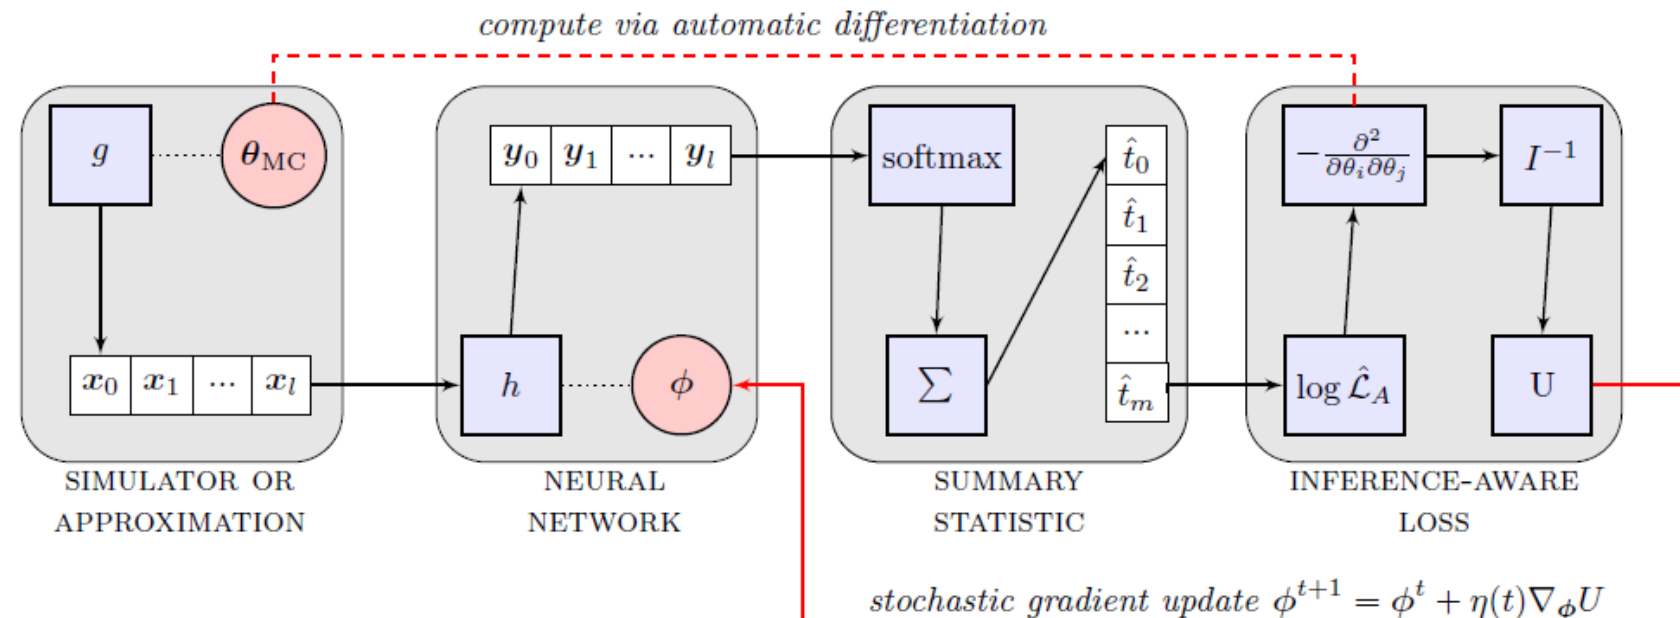 compute via automatic differentiation
g θ_MC
x_0 x_1 ... x_l
SIMULATOR OR
APPROXIMATION
y_0 y_1 ... y_l
h ϕ
NEURAL
NETWORK
softmax
∑
t̂_0
t̂_1
t̂_2
...
t̂_m
SUMMARY
STATISTIC
−∂²/∂θ_i∂θ_j I⁻¹
log ℒ̂_A U
INFERENCE-AWARE
LOSS
stochastic gradient update ϕ^{t+1} = ϕ^t + η(t)∇_ϕ U